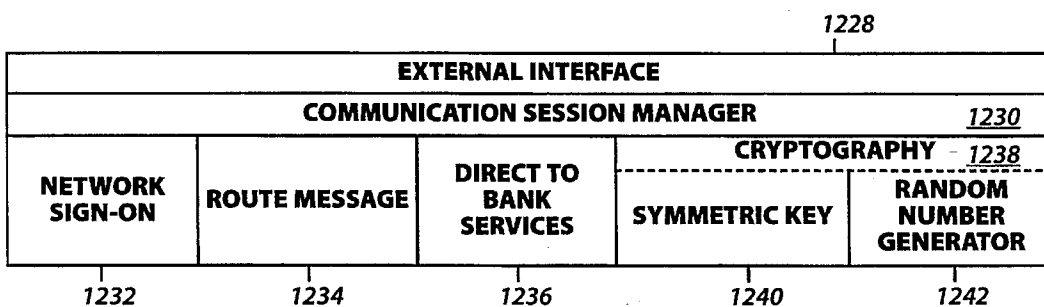 1228
EXTERNAL INTERFACE
COMMUNICATION SESSION MANAGER 1230
NETWORK
SIGN-ON
ROUTE MESSAGE
DIRECT TO
BANK
SERVICES
CRYPTOGRAPHY 1238
SYMMETRIC KEY
RANDOM
NUMBER
GENERATOR
1232 1234 1236 1240 1242